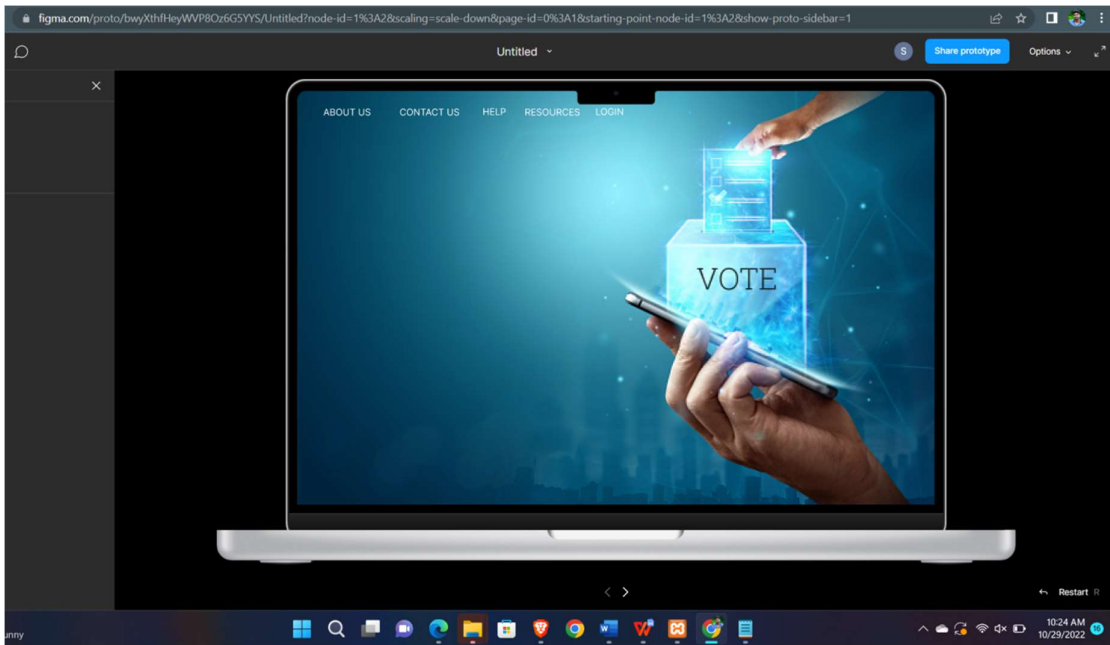 figma.com/proto/bwyXthfHeyWVP8Oz6G5YYS/Untitled?node-id=1%3A2&scaling=scale-down&page-id=0%3A1&starting-point-node-id=1%3A2&show-proto-sidebar=1
Untitled
S
Share prototype
Options
ABOUT US CONTACT US HELP RESOURCES LOGIN
VOTE
Restart R
unny
10:24 AM
10/29/2022
16